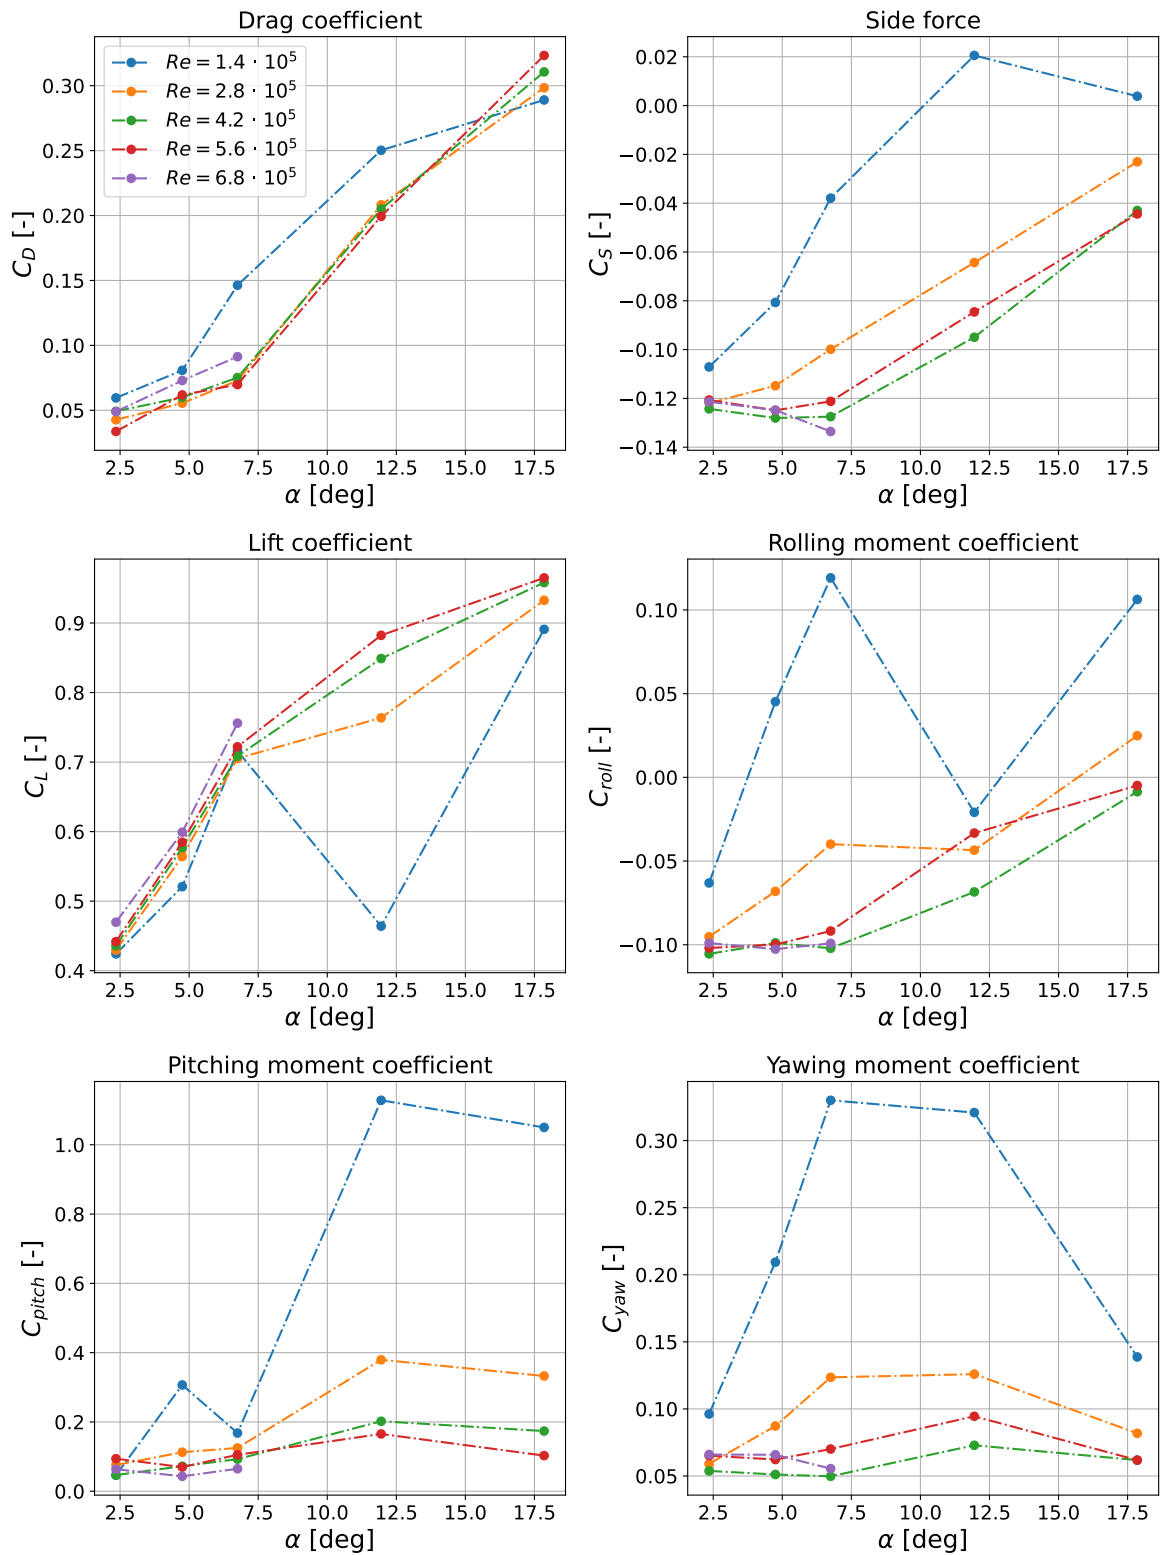 Drag coefficient
Re = 1.4 · 10⁵
Re = 2.8 · 10⁵
Re = 4.2 · 10⁵
Re = 5.6 · 10⁵
Re = 6.8 · 10⁵
0.30
0.25
0.20
0.15
0.10
0.05
C_D [-]
2.5 5.0 7.5 10.0 12.5 15.0 17.5
α [deg]
Side force
0.02
0.00
−0.02
−0.04
−0.06
−0.08
−0.10
−0.12
−0.14
C_S [-]
2.5 5.0 7.5 10.0 12.5 15.0 17.5
α [deg]
Lift coefficient
0.9
0.8
0.7
0.6
0.5
0.4
C_L [-]
2.5 5.0 7.5 10.0 12.5 15.0 17.5
α [deg]
Rolling moment coefficient
0.10
0.05
0.00
−0.05
−0.10
C_roll [-]
2.5 5.0 7.5 10.0 12.5 15.0 17.5
α [deg]
Pitching moment coefficient
1.0
0.8
0.6
0.4
0.2
0.0
C_pitch [-]
2.5 5.0 7.5 10.0 12.5 15.0 17.5
α [deg]
Yawing moment coefficient
0.30
0.25
0.20
0.15
0.10
0.05
C_yaw [-]
2.5 5.0 7.5 10.0 12.5 15.0 17.5
α [deg]